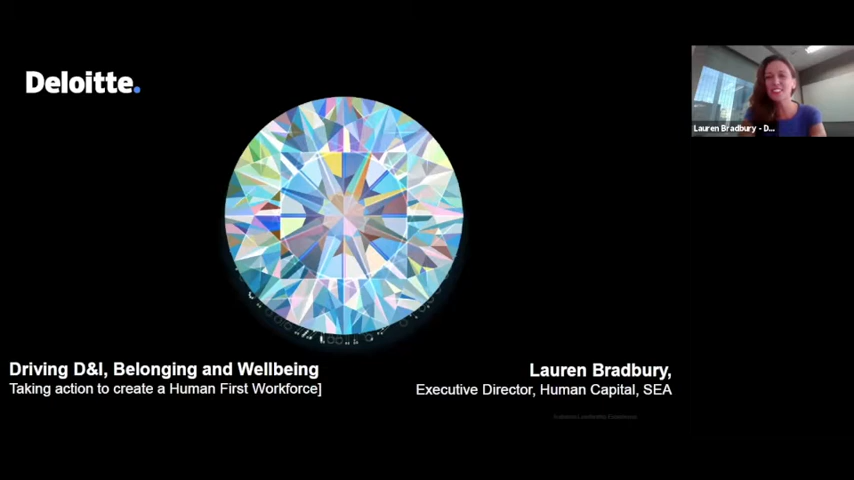 Deloitte.
Lauren Bradbury - D...
Driving D&I, Belonging and Wellbeing
Taking action to create a Human First Workforce]
Lauren Bradbury,
Executive Director, Human Capital, SEA